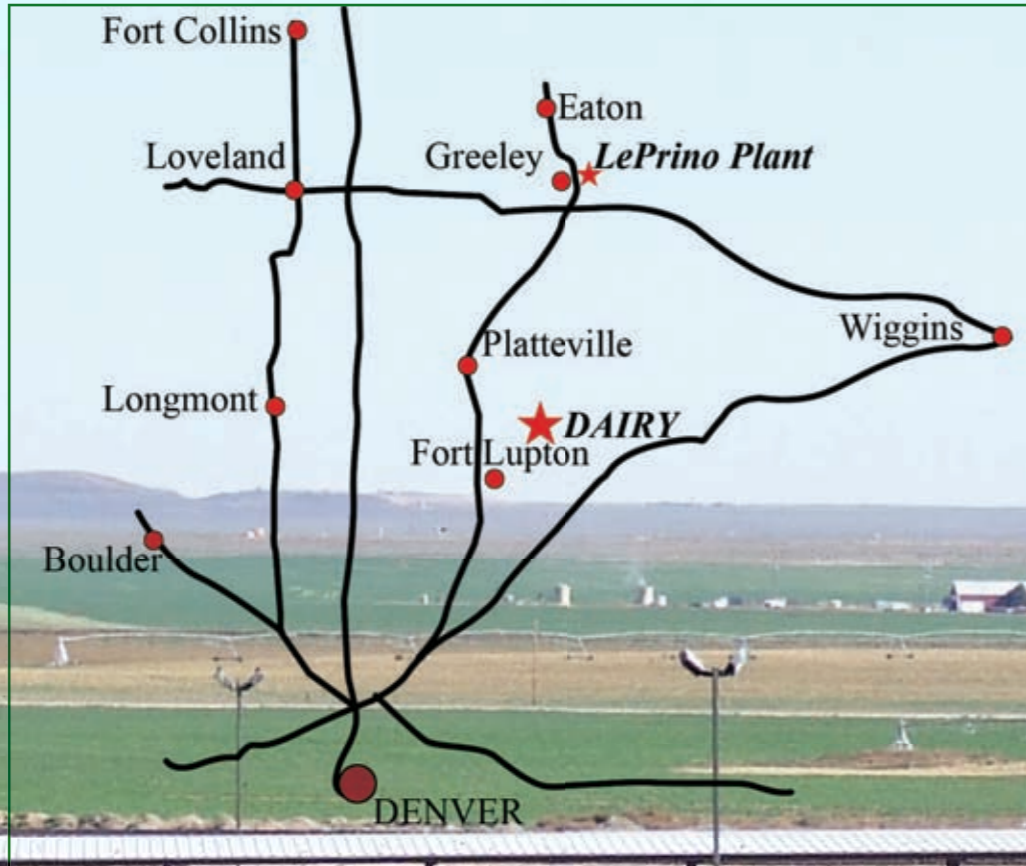 Fort Collins
Eaton
Loveland
Greeley
LePrino Plant
Wiggins
Platteville
Longmont
DAIRY
Fort Lupton
Boulder
DENVER